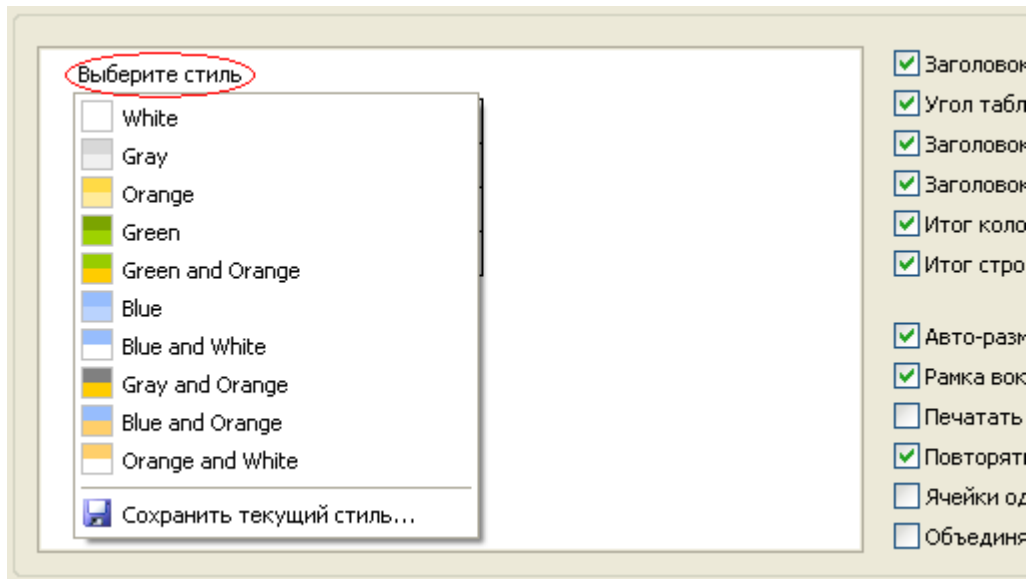 Выберите стиль
White
Gray
Orange
Green
Green and Orange
Blue
Blue and White
Gray and Orange
Blue and Orange
Orange and White
Сохранить текущий стиль...
Заголовок
Угол табл
Заголовок
Заголовок
Итог коло
Итог стро
Авто-разм
Рамка вок
Печатать
Повторят
Ячейки од
Объединя